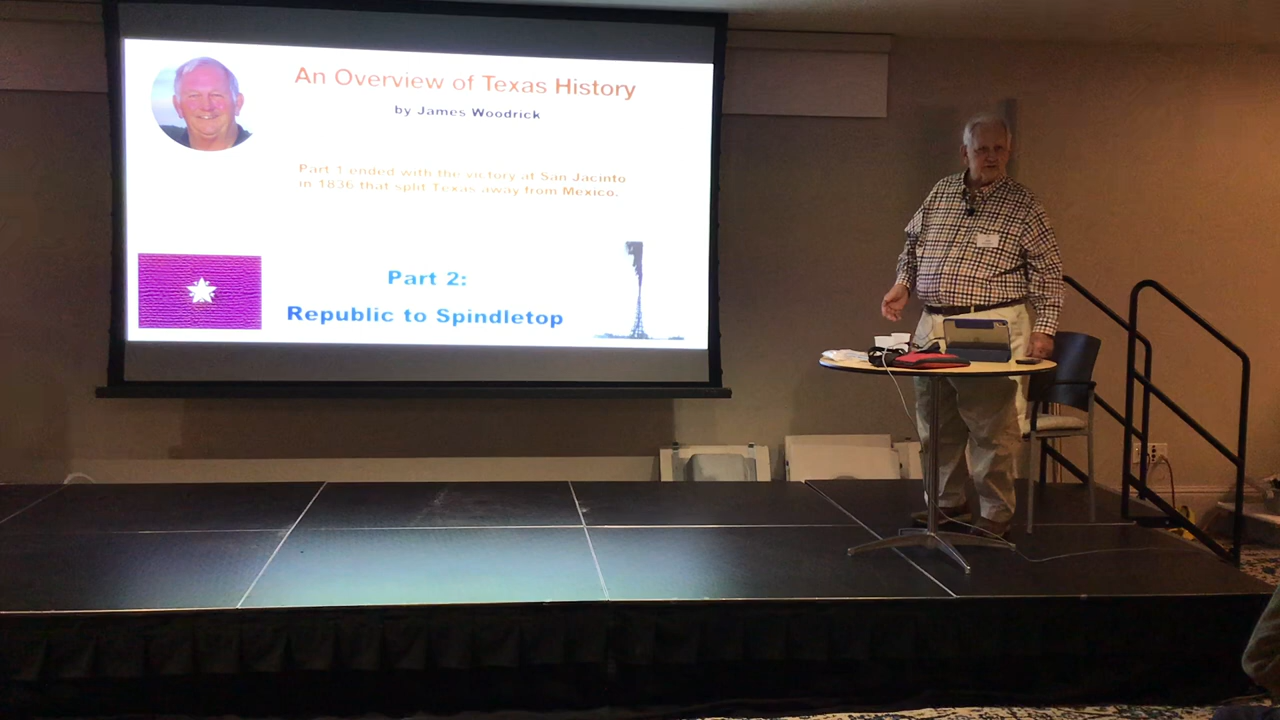 An Overview of Texas History
by James Woodrick
Part 1 ended with the victory at San Jacinto
in 1836 that split Texas away from Mexico.
Part 2:
Republic to Spindletop